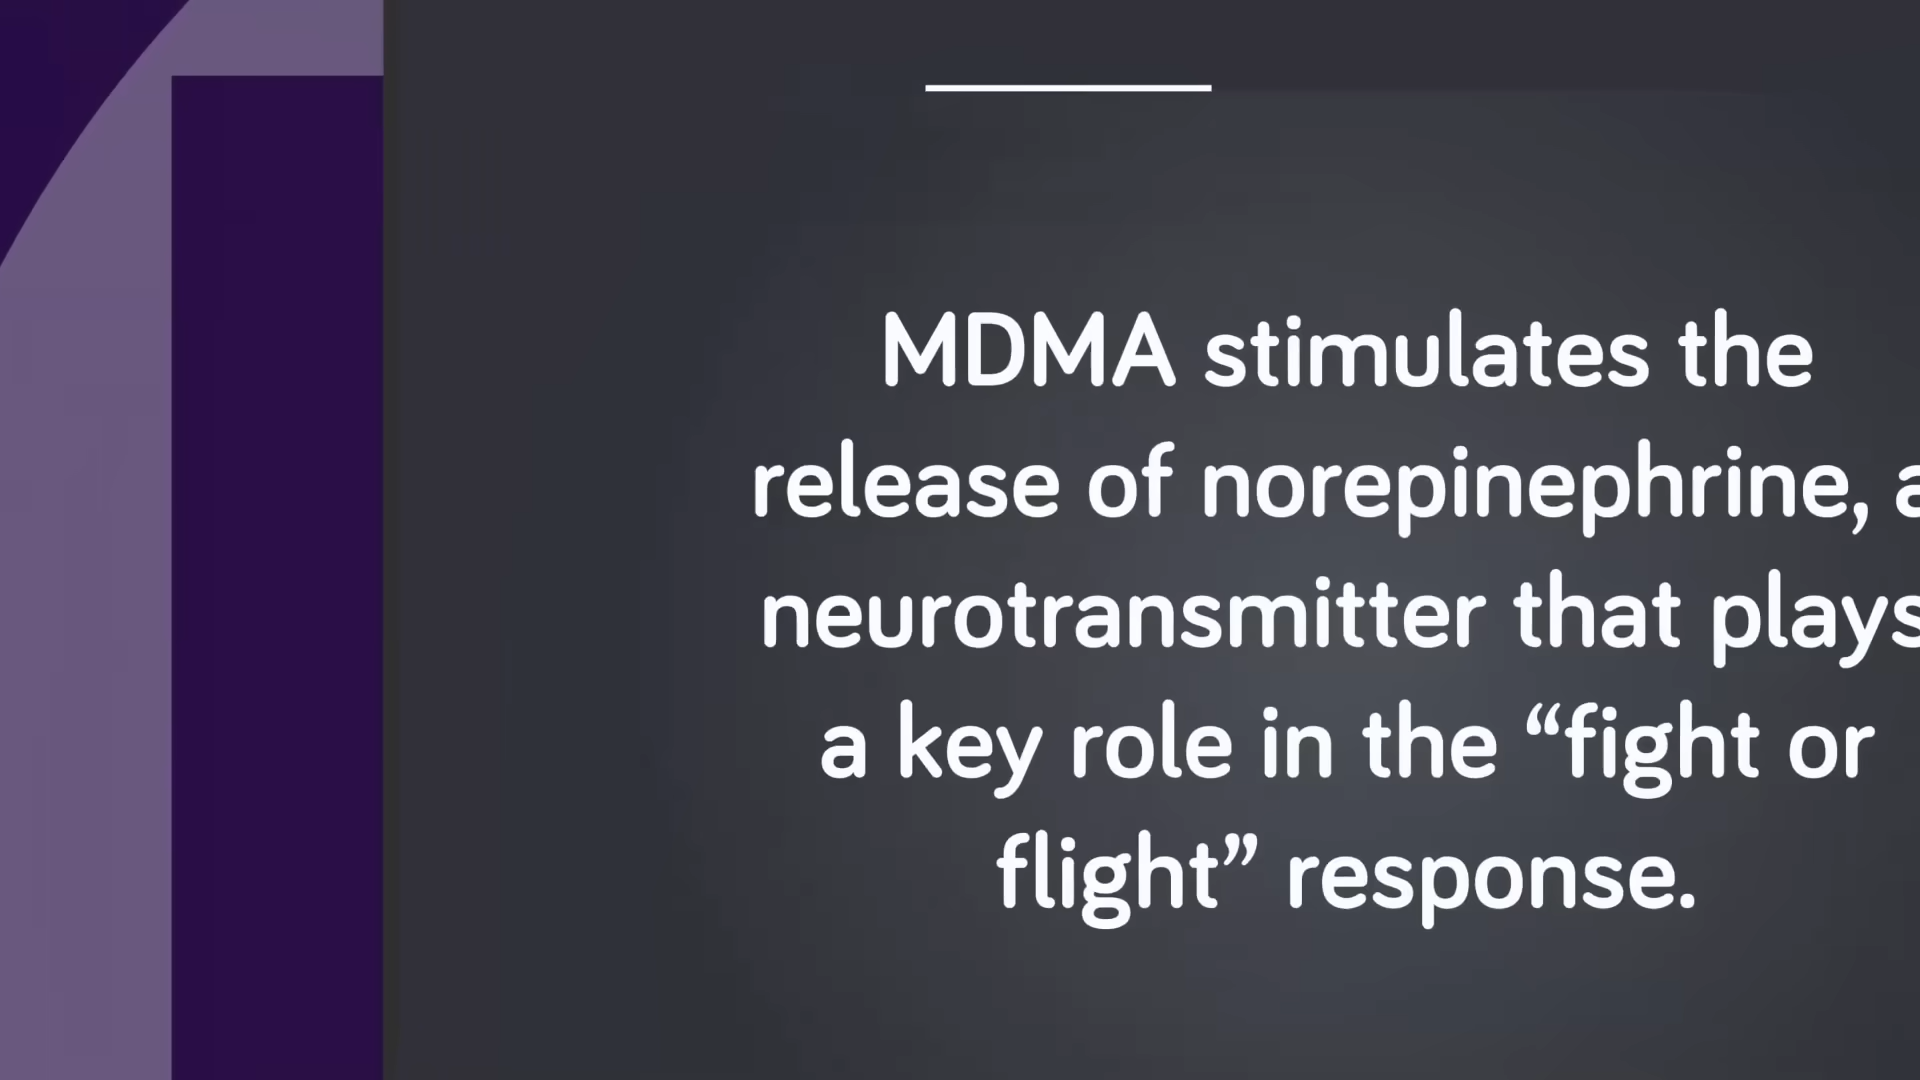 MDMA stimulates the
release of norepinephrine, a
neurotransmitter that plays
a key role in the “fight or
flight” response.